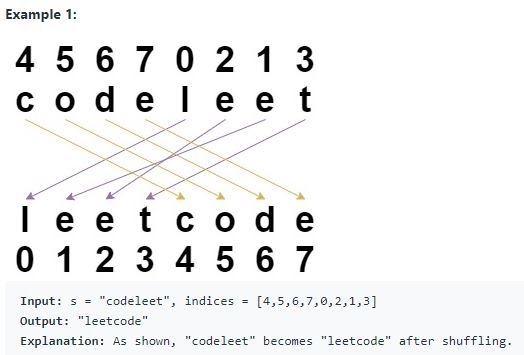 Example 1:
4 5 6 7 0 2 1 3
c o d e l e e t
l e e t c o d e
0 1 2 3 4 5 6 7
Input: s = "codeleet", indices = [4,5,6,7,0,2,1,3]
Output: "leetcode"
Explanation: As shown, "codeleet" becomes "leetcode" after shuffling.